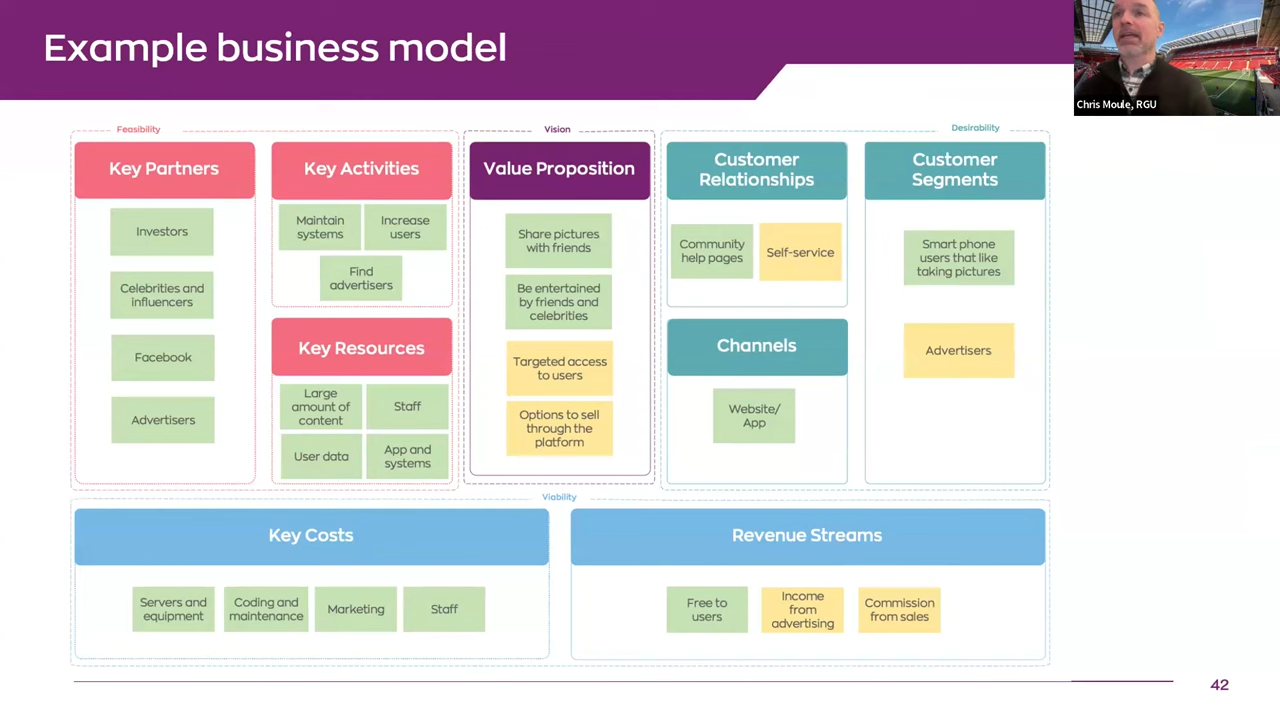 Example business model
Chris Moule, RGU
Feasibility
Vision
Desirability
Key Partners
Investors
Celebrities and
influencers
Facebook
Advertisers
Key Activities
Maintain
systems
Increase
users
Find
advertisers
Key Resources
Large
amount of
content
Staff
User data
App and
systems
Value Proposition
Share pictures
with friends
Be entertained
by friends and
celebrities
Targeted access
to users
Options to sell
through the
platform
Customer
Relationships
Community
help pages
Self-service
Channels
Website/
App
Customer
Segments
Smart phone
users that like
taking pictures
Advertisers
Viability
Key Costs
Servers and
equipment
Coding and
maintenance
Marketing
Staff
Revenue Streams
Free to
users
Income
from
advertising
Commission
from sales
42